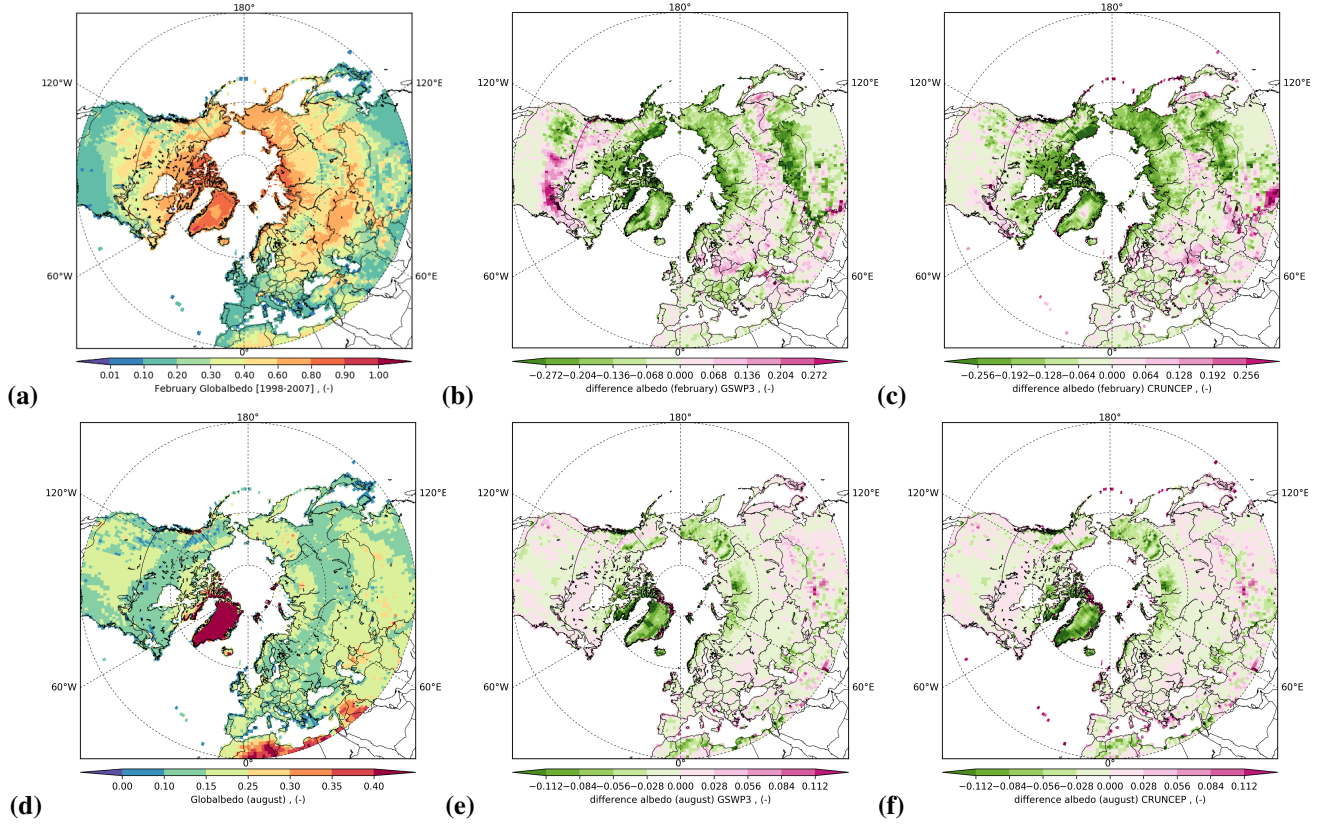 180° 180° 180°
120°W 120°E 120°W 120°E 120°W 120°E
60°W 60°E 60°W 60°E 60°W 60°E
0° 0° 0°
0.01 0.10 0.20 0.30 0.40 0.60 0.80 0.90 1.00
February Globalbedo [1998-2007] , (-)
(a)
−0.272−0.204−0.136−0.068 0.000 0.068 0.136 0.204 0.272
difference albedo (february) GSWP3 , (-)
(b)
−0.256−0.192−0.128−0.064 0.000 0.064 0.128 0.192 0.256
difference albedo (february) CRUNCEP , (-)
(c)
180° 180° 180°
120°W 120°E 120°W 120°E 120°W 120°E
60°W 60°E 60°W 60°E 60°W 60°E
0° 0° 0°
0.00 0.10 0.15 0.25 0.30 0.35 0.40
Globalbedo (august) , (-)
(d)
−0.112−0.084−0.056−0.028 0.000 0.028 0.056 0.084 0.112
difference albedo (august) GSWP3 , (-)
(e)
−0.112−0.084−0.056−0.028 0.000 0.028 0.056 0.084 0.112
difference albedo (august) CRUNCEP , (-)
(f)